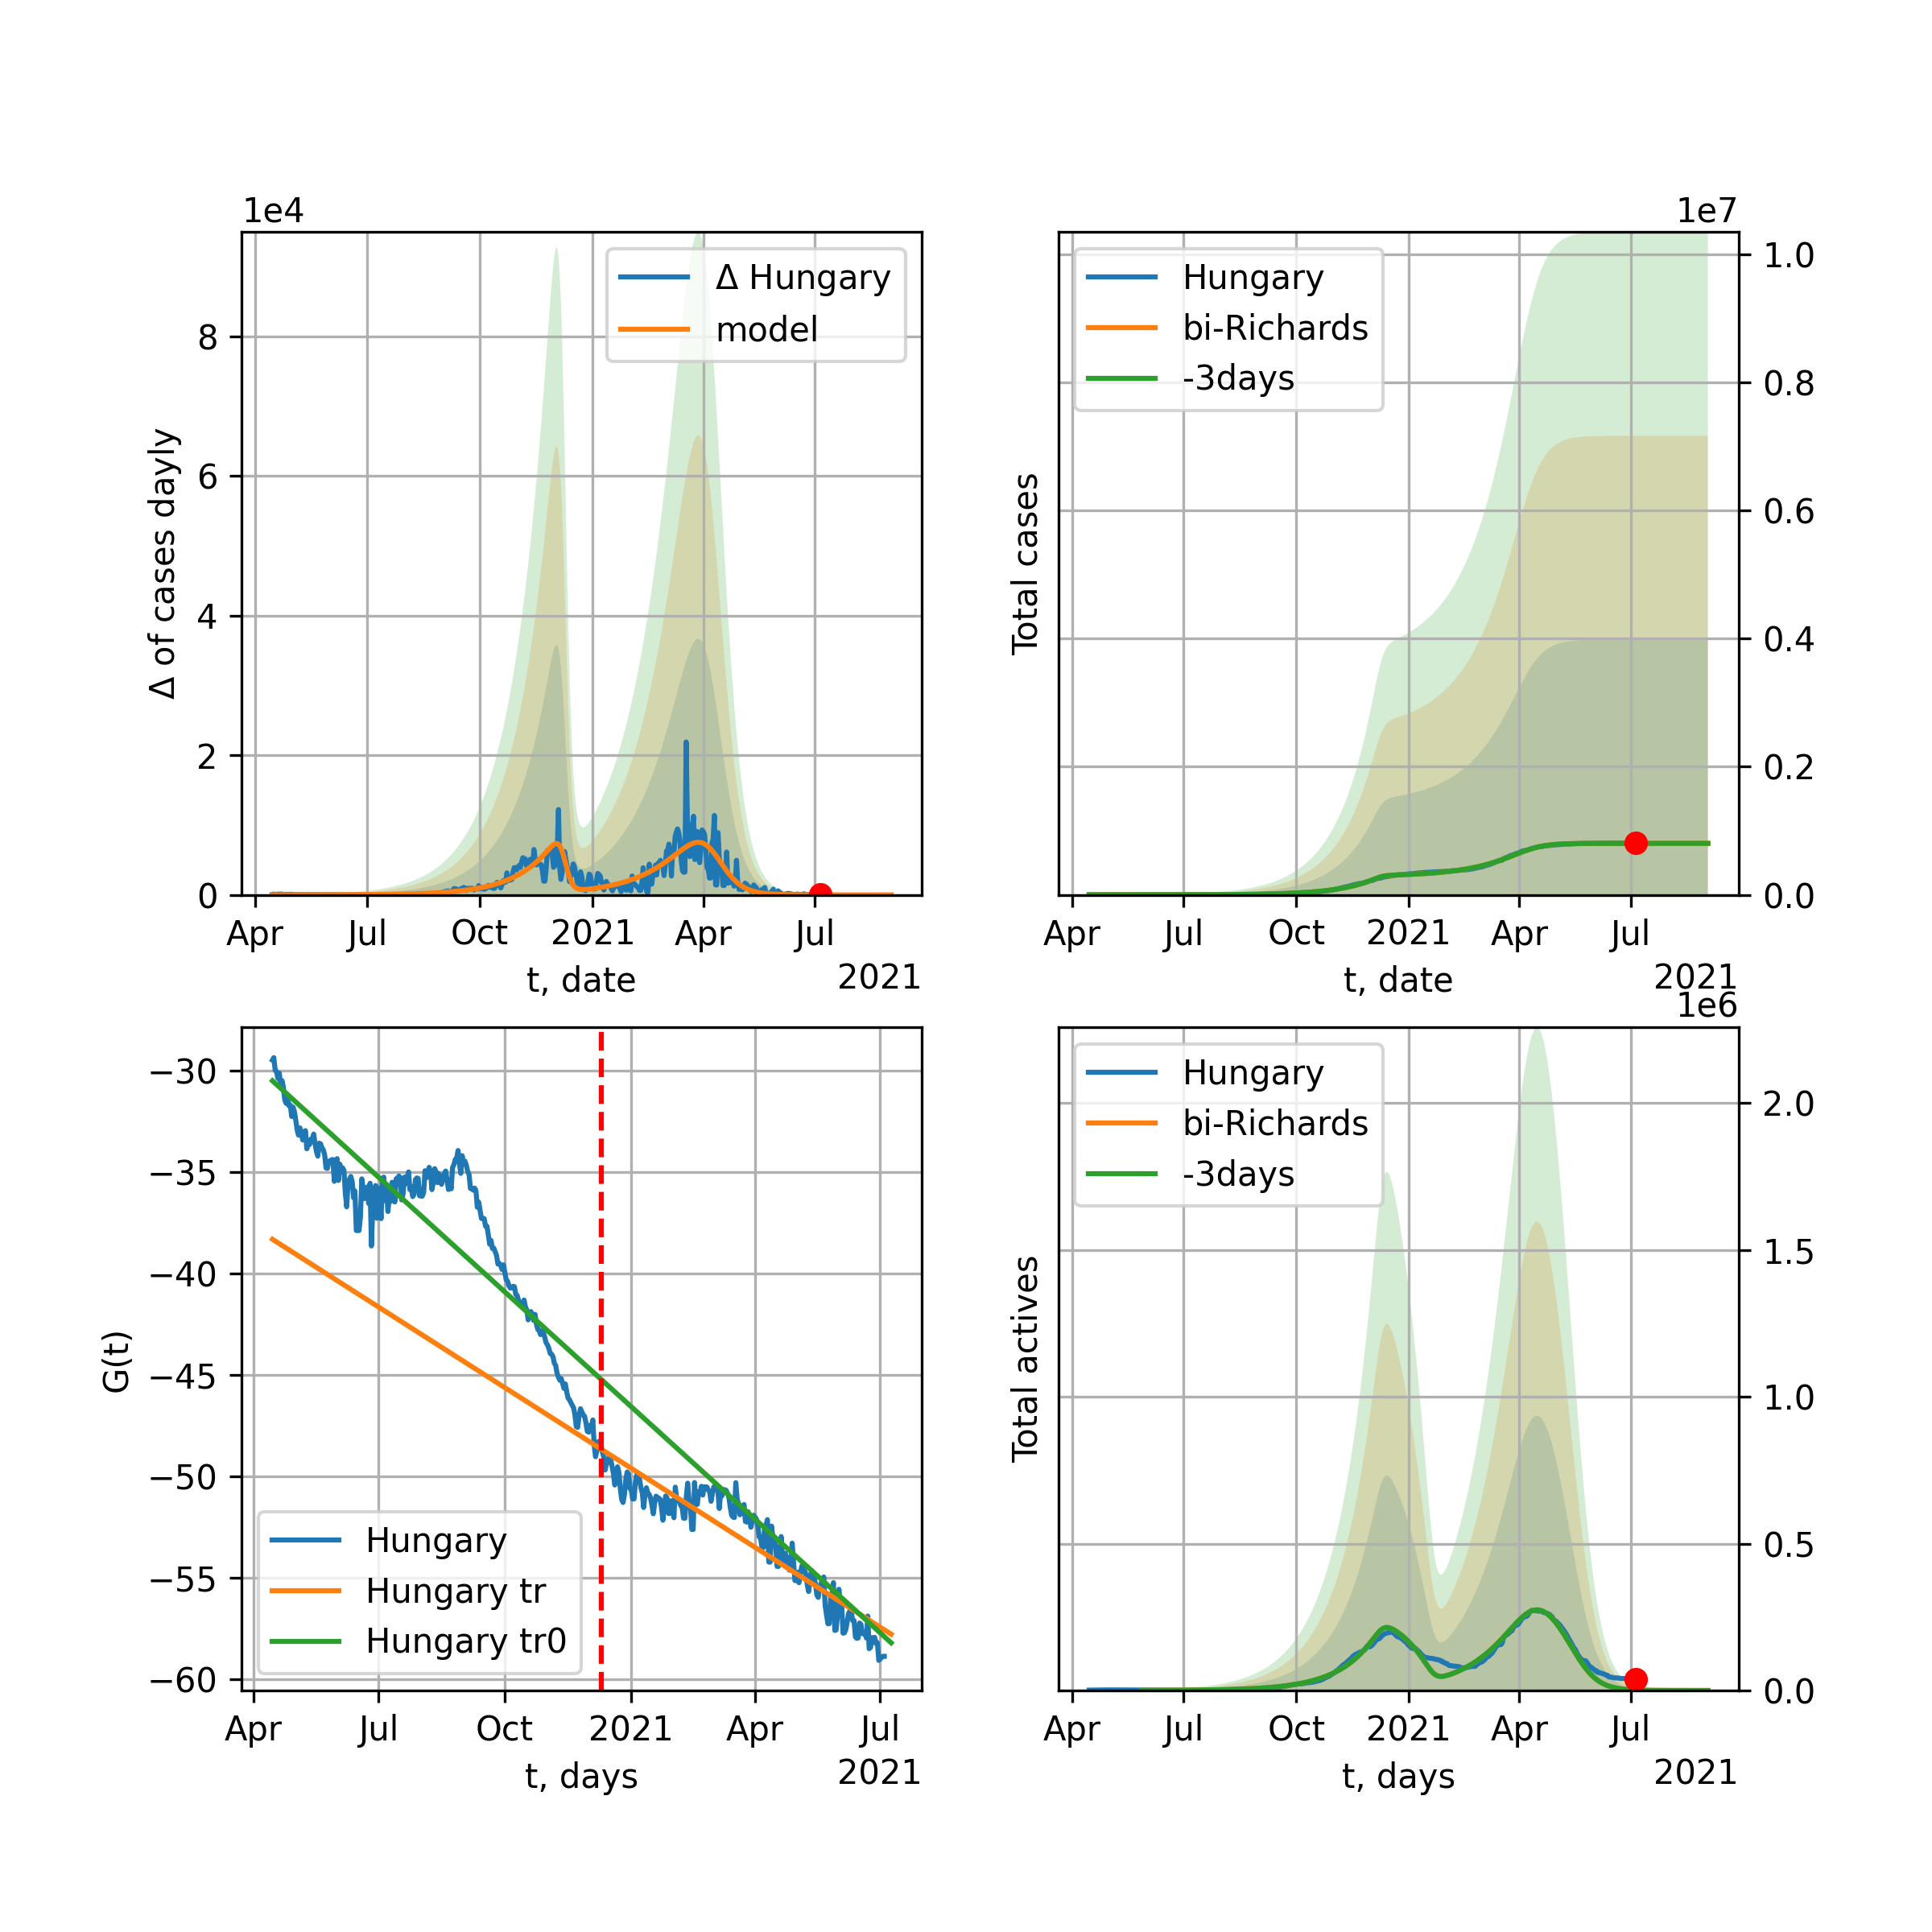 1e4
Δ Hungary
model
8
6
4
2
0
Δ of cases dayly
Apr Jul Oct 2021 Apr Jul
t, date
2021
1e7
Hungary
bi-Richards
-3days
1.0
0.8
0.6
0.4
0.2
0.0
Total cases
Apr Jul Oct 2021 Apr Jul
t, date
2021
−30
−35
−40
−45
−50
−55
−60
G(t)
Hungary
Hungary tr
Hungary tr0
Apr Jul Oct 2021 Apr Jul
t, days
2021
1e6
Hungary
bi-Richards
-3days
2.0
1.5
1.0
0.5
0.0
Total actives
Apr Jul Oct 2021 Apr Jul
t, days
2021